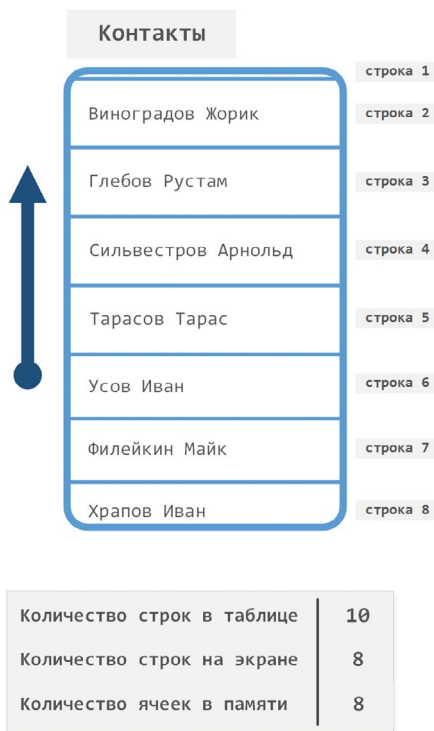 Контакты
строка 1
Виноградов Жорик строка 2
Глебов Рустам строка 3
Сильвестров Арнольд строка 4
Тарасов Тарас строка 5
Усов Иван строка 6
Филейкин Майк строка 7
Храпов Иван строка 8
Количество строк в таблице 10
Количество строк на экране 8
Количество ячеек в памяти 8